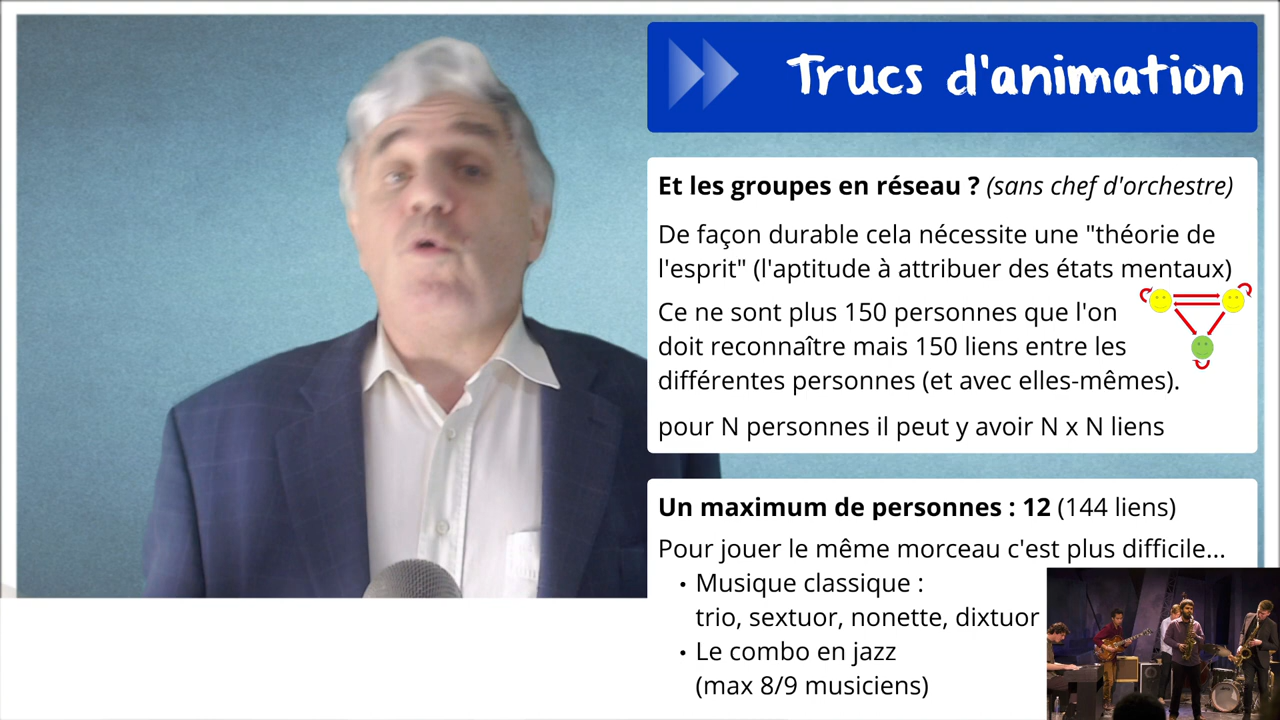 Trucs d'animation
Et les groupes en réseau ? (sans chef d'orchestre)
De façon durable cela nécessite une "théorie de
l'esprit" (l'aptitude à attribuer des états mentaux)
Ce ne sont plus 150 personnes que l'on
doit reconnaître mais 150 liens entre les
différentes personnes (et avec elles-mêmes).
pour N personnes il peut y avoir N x N liens
Un maximum de personnes : 12 (144 liens)
Pour jouer le même morceau c'est plus difficile...
• Musique classique :
trio, sextuor, nonette, dixtuor
• Le combo en jazz
(max 8/9 musiciens)